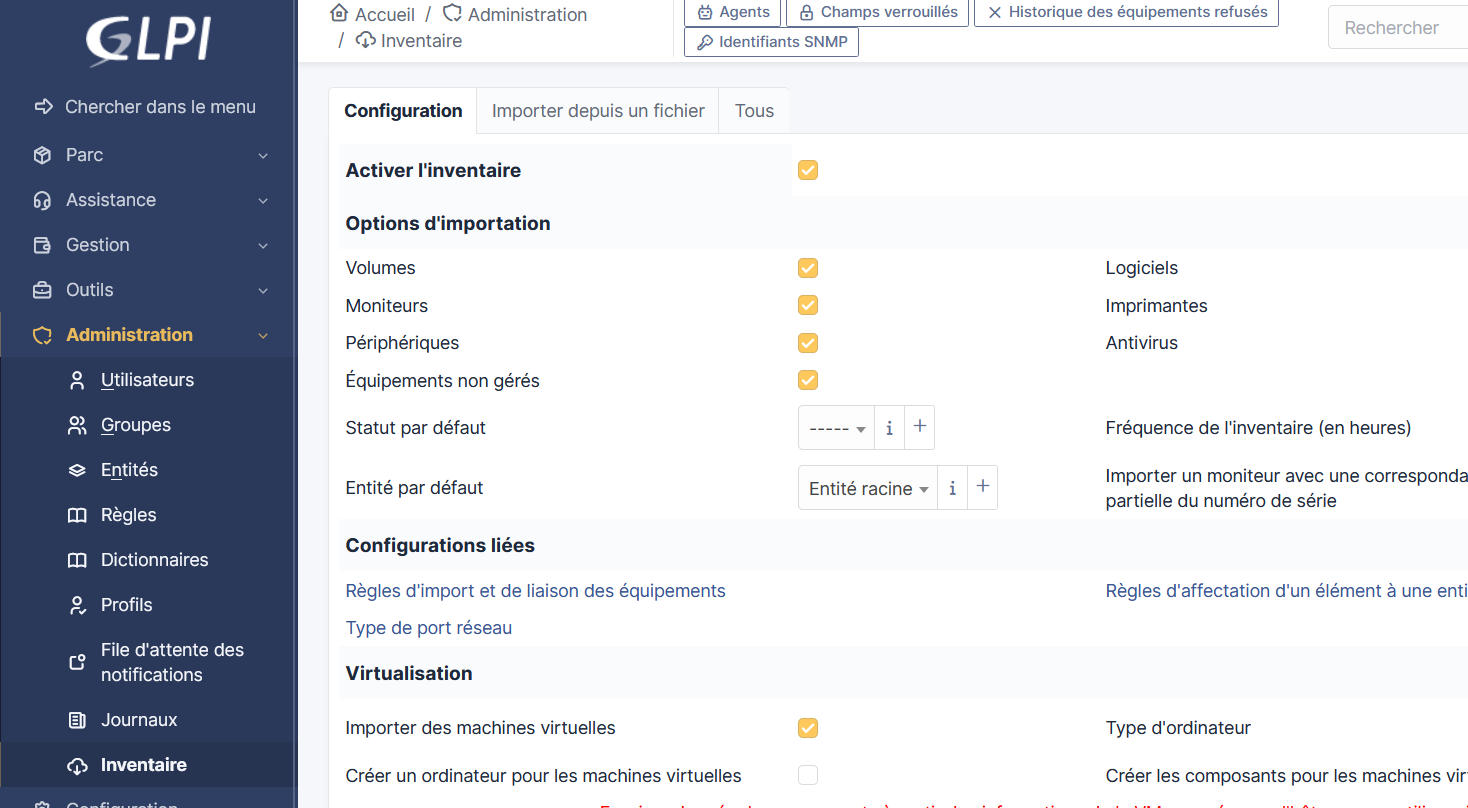 GLPI
Chercher dans le menu
Parc
Assistance
Gestion
Outils
Administration
Utilisateurs
Groupes
Entités
Règles
Dictionnaires
Profils
File d'attente des
notifications
Journaux
Inventaire
Configuration
Accueil / Administration
/ Inventaire
Agents
Champs verrouillés
Historique des équipements refusés
Identifiants SNMP
Rechercher
Configuration
Importer depuis un fichier
Tous
Activer l'inventaire
Options d'importation
Volumes
Logiciels
Moniteurs
Imprimantes
Périphériques
Antivirus
Équipements non gérés
Statut par défaut
----- i +
Fréquence de l'inventaire (en heures)
Entité par défaut
Entité racine i +
Importer un moniteur avec une corresponda
partielle du numéro de série
Configurations liées
Règles d'import et de liaison des équipements
Règles d'affectation d'un élément à une enti
Type de port réseau
Virtualisation
Importer des machines virtuelles
Type d'ordinateur
Créer un ordinateur pour les machines virtuelles
Créer les composants pour les machines vir